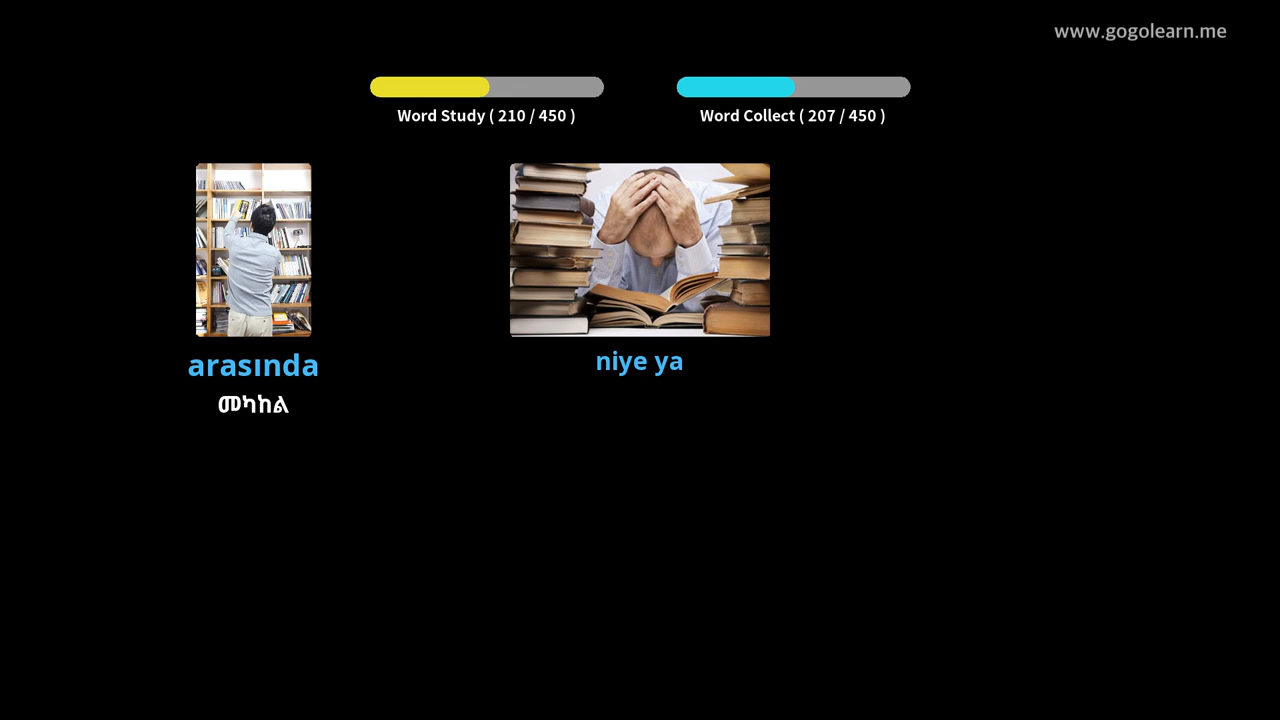 www.gogolearn.me
Word Study ( 210 / 450 )
Word Collect ( 207 / 450 )
arasında
መካከል
niye ya